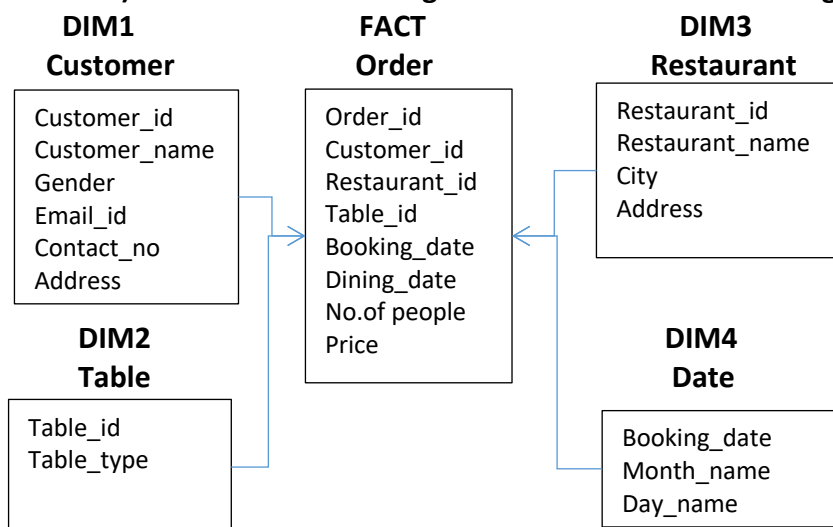 DIM1
Customer
Customer_id
Customer_name
Gender
Email_id
Contact_no
Address
FACT
Order
Order_id
Customer_id
Restaurant_id
Table_id
Booking_date
Dining_date
No.of people
Price
DIM3
Restaurant
Restaurant_id
Restaurant_name
City
Address
DIM2
Table
Table_id
Table_type
DIM4
Date
Booking_date
Month_name
Day_name